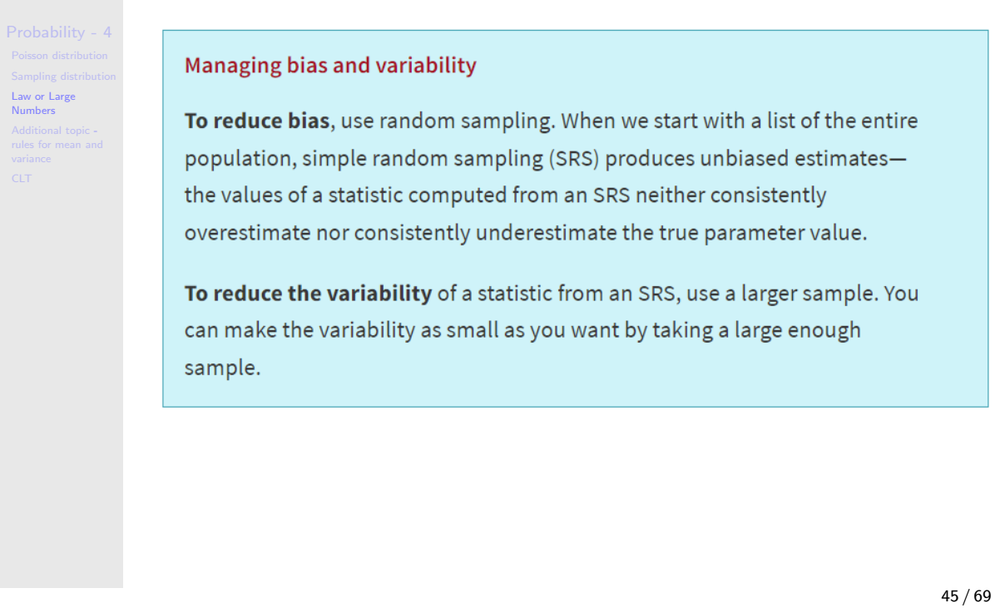 Probability - 4
Poisson distribution
Sampling distribution
Law or Large
Numbers
Additional topic -
rules for mean and
variance
CLT
Managing bias and variability
To reduce bias, use random sampling. When we start with a list of the entire
population, simple random sampling (SRS) produces unbiased estimates—
the values of a statistic computed from an SRS neither consistently
overestimate nor consistently underestimate the true parameter value.
To reduce the variability of a statistic from an SRS, use a larger sample. You
can make the variability as small as you want by taking a large enough
sample.
45 / 69